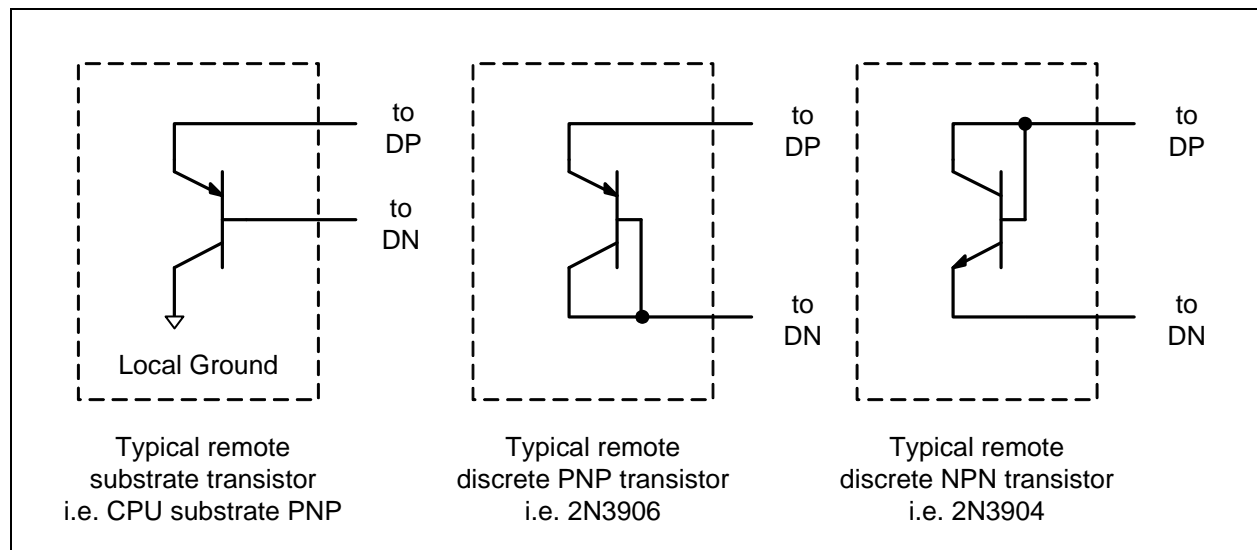 to
DP
to
DN
Local Ground
Typical remote
substrate transistor
i.e. CPU substrate PNP
to
DP
to
DN
Typical remote
discrete PNP transistor
i.e. 2N3906
to
DP
to
DN
Typical remote
discrete NPN transistor
i.e. 2N3904